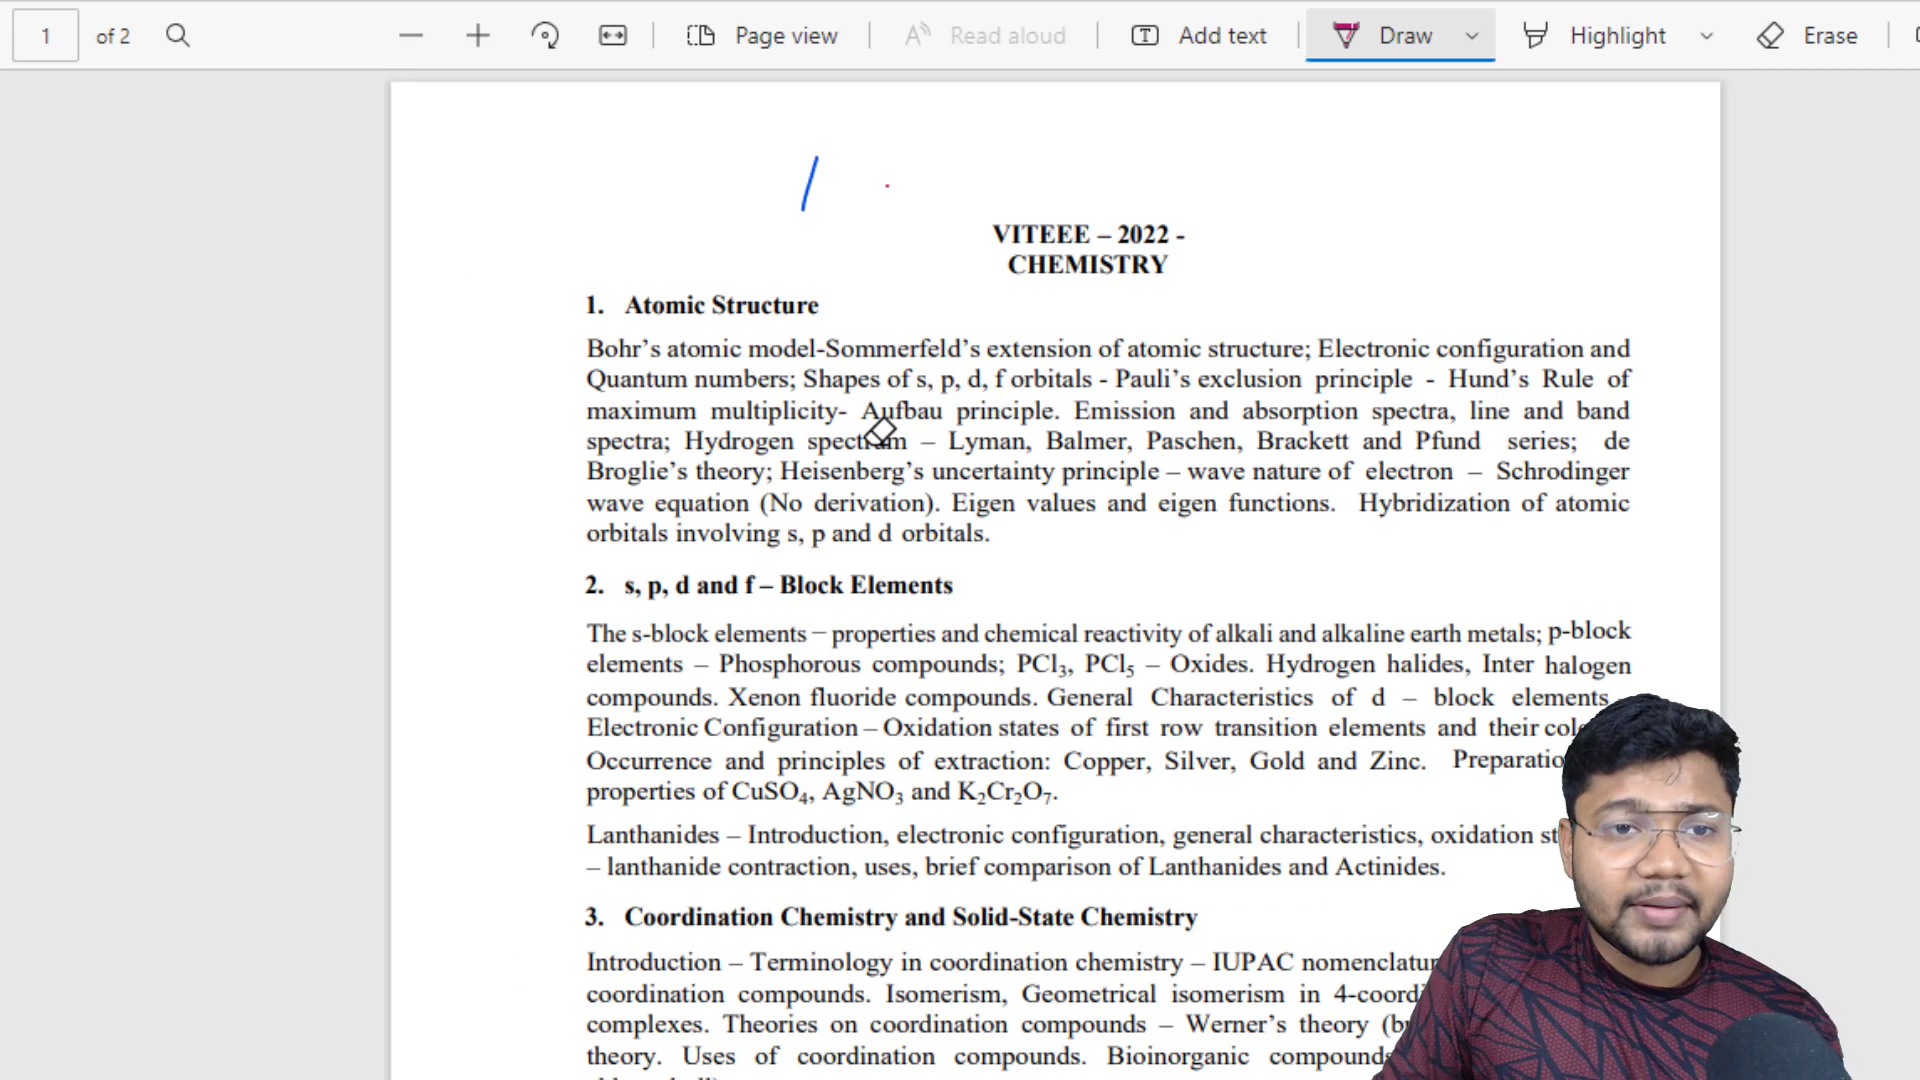 1 of 2 Page view Read aloud Add text Draw Highlight Erase
VITEEE – 2022 -
CHEMISTRY
1. Atomic Structure
Bohr’s atomic model-Sommerfeld’s extension of atomic structure; Electronic configuration and
Quantum numbers; Shapes of s, p, d, f orbitals - Pauli’s exclusion principle - Hund’s Rule of
maximum multiplicity- Aufbau principle. Emission and absorption spectra, line and band
spectra; Hydrogen spectrum – Lyman, Balmer, Paschen, Brackett and Pfund series; de
Broglie’s theory; Heisenberg’s uncertainty principle – wave nature of electron – Schrodinger
wave equation (No derivation). Eigen values and eigen functions. Hybridization of atomic
orbitals involving s, p and d orbitals.
2. s, p, d and f – Block Elements
The s-block elements – properties and chemical reactivity of alkali and alkaline earth metals; p-block
elements – Phosphorous compounds; PCl₃, PCl₅ – Oxides. Hydrogen halides, Inter halogen
compounds. Xenon fluoride compounds. General Characteristics of d – block elements –
Electronic Configuration – Oxidation states of first row transition elements and their
Occurrence and principles of extraction: Copper, Silver, Gold and Zinc.
properties of CuSO₄, AgNO₃ and K₂Cr₂O₇.
Lanthanides – Introduction, electronic configuration, general characteristics, oxidation
– lanthanide contraction, uses, brief comparison of Lanthanides and Actinides.
3. Coordination Chemistry and Solid-State Chemistry
Introduction – Terminology in coordination chemistry – IUPAC
coordination compounds. Isomerism, Geometrical isomerism in
complexes. Theories on coordination compounds – Werner’s theory
theory. Uses of coordination compounds. Bioinorganic